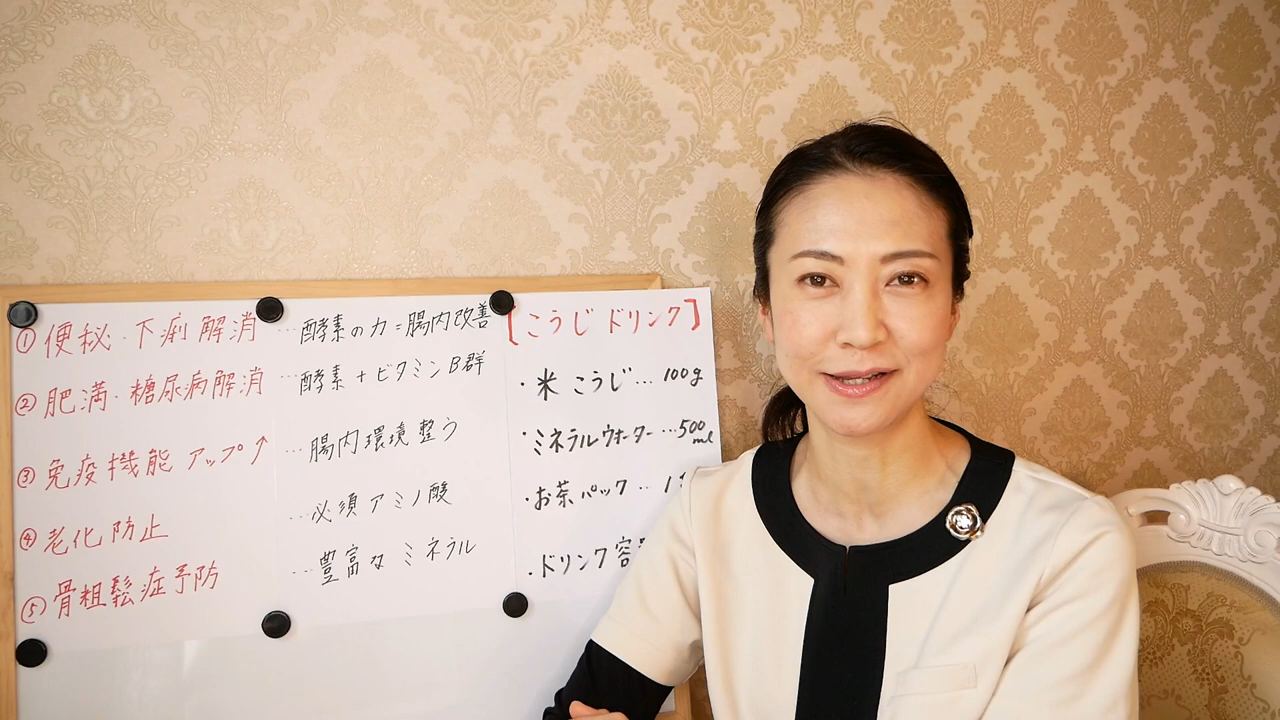 ① 便秘・下痢解消 … 酵素の力=腸内改善
② 肥満・糖尿病解消 … 酵素+ビタミンB群
③ 免疫機能アップ↑ … 腸内環境整う
④ 老化防止 … 必須アミノ酸
⑤ 骨粗鬆症予防 … 豊富なミネラル
[こうじドリンク]
・米こうじ… 100g
・ミネラルウォーター…500ml
・お茶パック… 1
・ドリンク容